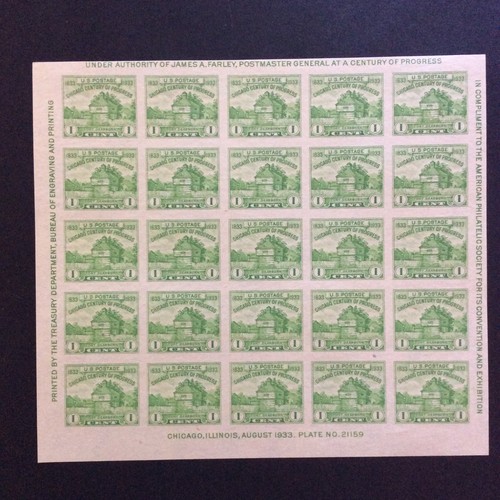 UNDER AUTHORITY OF JAMES A. FARLEY, POSTMASTER GENERAL AT A CENTURY OF PROGRESS
PRINTED BY THE TREASURY DEPARTMENT, BUREAU OF ENGRAVING AND PRINTING
IN COMPLIMENT TO THE AMERICAN PHILATELIC SOCIETY FOR ITS CONVENTION AND EXHIBITION
U.S. POSTAGE
1833 1933
CHICAGO CENTURY OF PROGRESS
1 CENT 1
CHICAGO, ILLINOIS, AUGUST 1933. PLATE NO. 21159